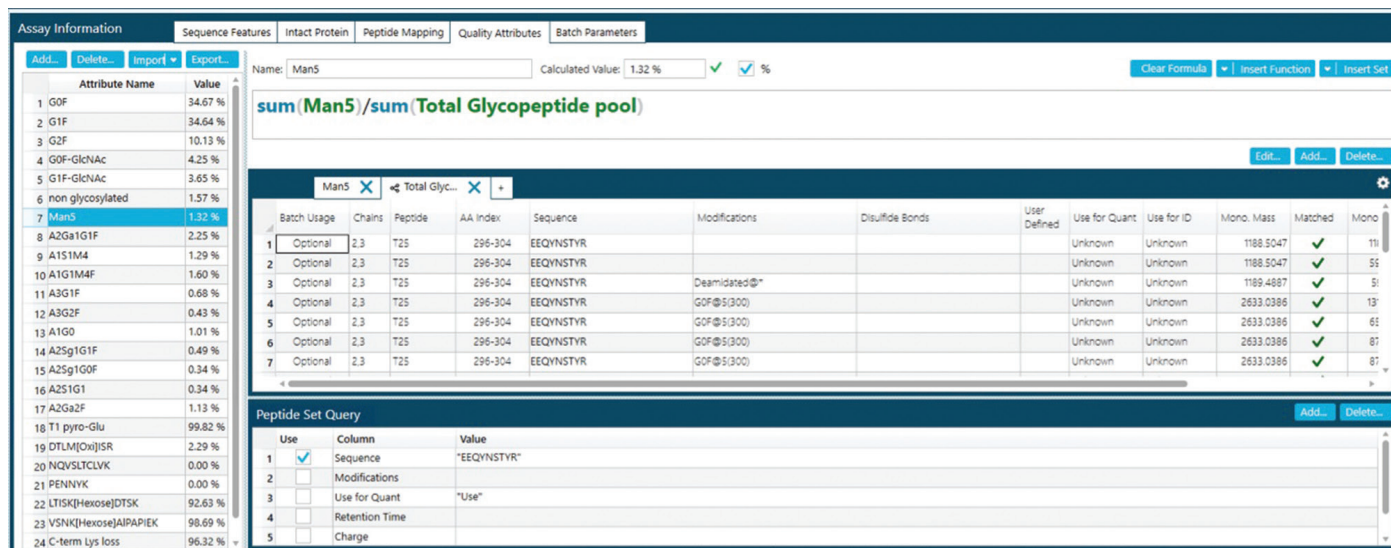 Assay Information
Sequence Features Intact Protein Peptide Mapping Quality Attributes Batch Parameters
Add... Delete... Import Export...
Attribute Name Value
1 G0F 34.67 %
2 G1F 34.64 %
3 G2F 10.13 %
4 G0F-GlcNAc 4.25 %
5 G1F-GlcNAc 3.65 %
6 non glycosylated 1.57 %
7 Man5 1.32 %
8 A2Ga1G1F 2.25 %
9 A1S1M4 1.29 %
10 A1G1M4F 1.60 %
11 A3G1F 0.68 %
12 A3G2F 0.43 %
13 A1G0 1.01 %
14 A2Sg1G1F 0.49 %
15 A2Sg1G0F 0.34 %
16 A2S1G1 0.34 %
17 A2Ga2F 1.13 %
18 T1 pyro-Glu 99.82 %
19 DTLM[Oxi]ISR 2.29 %
20 NQVSLTCLVK 0.00 %
21 PENNYK 0.00 %
22 LTISK[Hexose]DTSK 92.63 %
23 VSNK[Hexose]AlPAPIEK 98.69 %
24 C-term Lys loss 96.32 %
Name: Man5 Calculated Value: 1.32 % %
Clear Formula Insert Function Insert Set
sum(Man5)/sum(Total Glycopeptide pool)
Edit... Add... Delete...
Man5 Total Glyc... +
Batch Usage Chains Peptide AA Index Sequence Modifications Disulfide Bonds User Defined Use for Quant Use for ID Mono. Mass Matched Mono
1 Optional 2,3 T25 296-304 EEQYNSTYR Unknown Unknown 1188.5047
2 Optional 2,3 T25 296-304 EEQYNSTYR Unknown Unknown 1188.5047 59
3 Optional 2,3 T25 296-304 EEQYNSTYR Deamidated@* Unknown Unknown 1189.4887
4 Optional 2,3 T25 296-304 EEQYNSTYR G0F@5(300) Unknown Unknown 2633.0386 13
5 Optional 2,3 T25 296-304 EEQYNSTYR G0F@5(300) Unknown Unknown 2633.0386 65
6 Optional 2,3 T25 296-304 EEQYNSTYR G0F@5(300) Unknown Unknown 2633.0386 87
7 Optional 2,3 T25 296-304 EEQYNSTYR G0F@5(300) Unknown Unknown 2633.0386 87
Peptide Set Query
Add... Delete...
Use Column Value
1 Sequence "EEQYNSTYR"
2 Modifications
3 Use for Quant "Use"
4 Retention Time
5 Charge